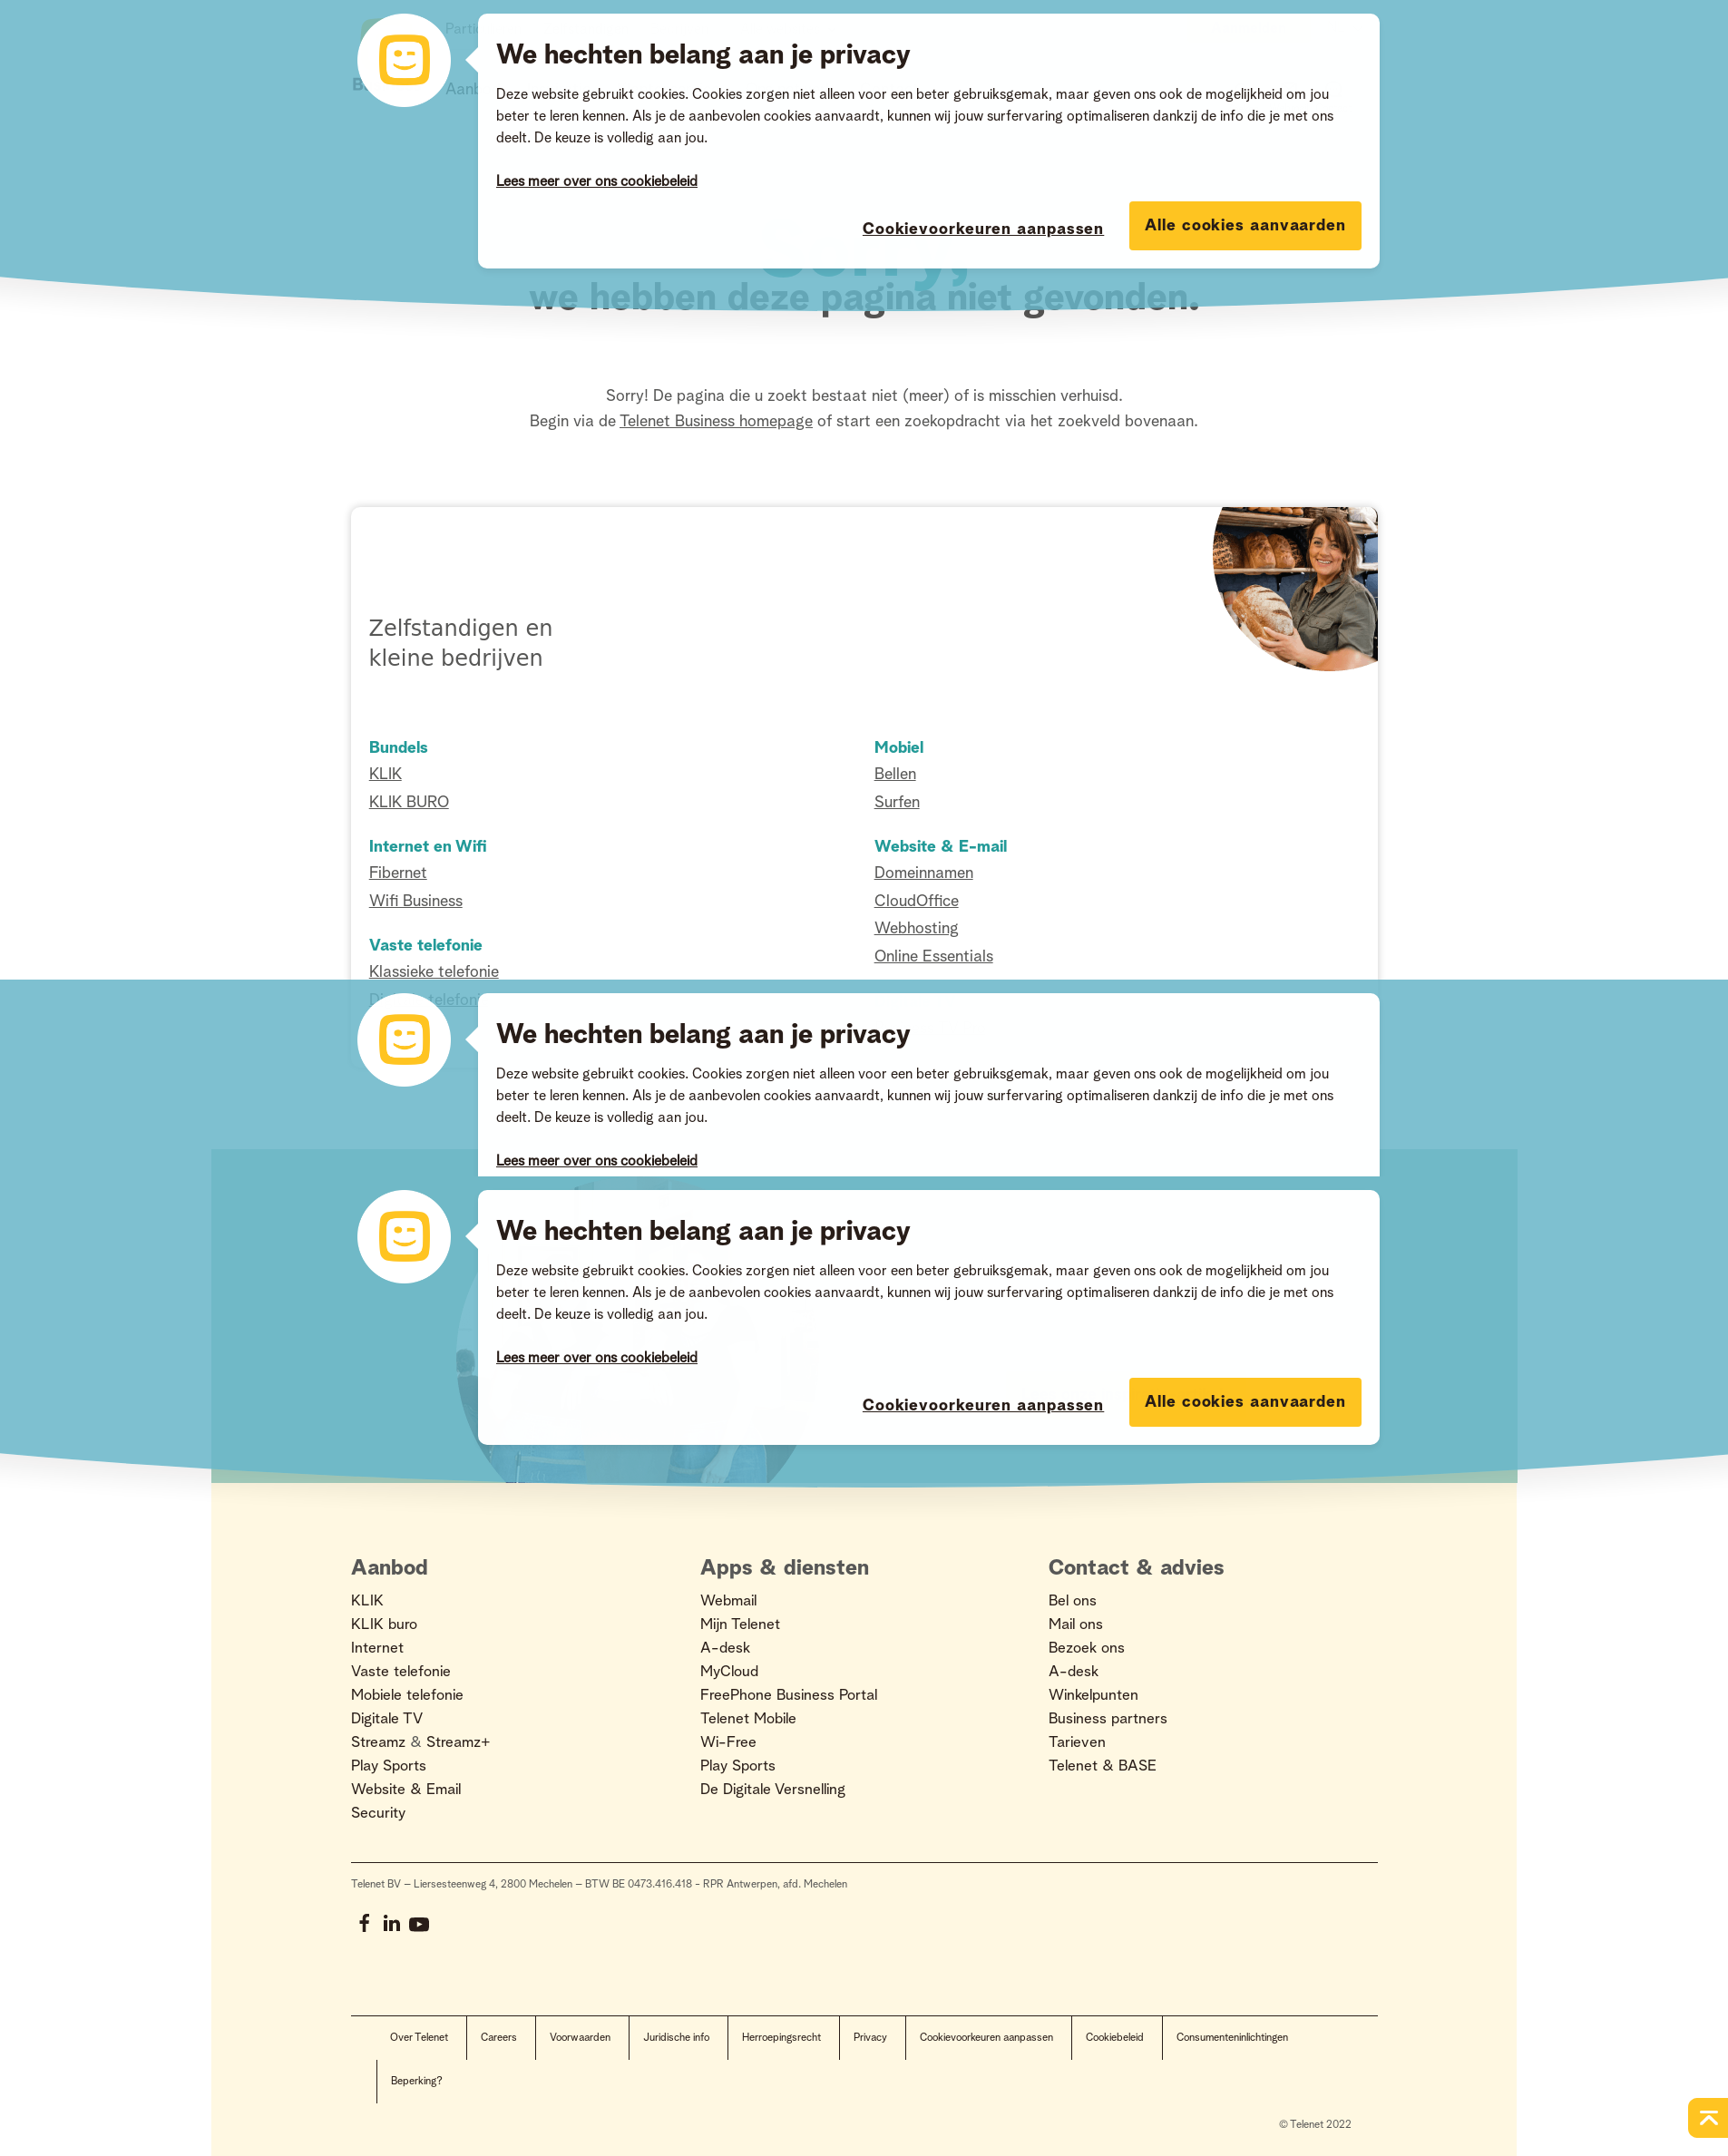 We hechten belang aan je privacy
Deze website gebruikt cookies. Cookies zorgen niet alleen voor een beter gebruiksgemak, maar geven ons ook de mogelijkheid om jou
beter te leren kennen. Als je de aanbevolen cookies aanvaardt, kunnen wij jouw surfervaring optimaliseren dankzij de info die je met ons
deelt. De keuze is volledig aan jou.
Lees meer over ons cookiebeleid
Cookievoorkeuren aanpassen
Alle cookies aanvaarden
we hebben deze pagina niet gevonden.
Sorry! De pagina die u zoekt bestaat niet (meer) of is misschien verhuisd.
Begin via de Telenet Business homepage of start een zoekopdracht via het zoekveld bovenaan.
Zelfstandigen en
kleine bedrijven
Bundels
KLIK
KLIK BURO
Internet en Wifi
Fibernet
Wifi Business
Vaste telefonie
Klassieke telefonie
Mobiel
Bellen
Surfen
Website & E-mail
Domeinnamen
CloudOffice
Webhosting
Online Essentials
We hechten belang aan je privacy
Deze website gebruikt cookies. Cookies zorgen niet alleen voor een beter gebruiksgemak, maar geven ons ook de mogelijkheid om jou
beter te leren kennen. Als je de aanbevolen cookies aanvaardt, kunnen wij jouw surfervaring optimaliseren dankzij de info die je met ons
deelt. De keuze is volledig aan jou.
Lees meer over ons cookiebeleid
We hechten belang aan je privacy
Deze website gebruikt cookies. Cookies zorgen niet alleen voor een beter gebruiksgemak, maar geven ons ook de mogelijkheid om jou
beter te leren kennen. Als je de aanbevolen cookies aanvaardt, kunnen wij jouw surfervaring optimaliseren dankzij de info die je met ons
deelt. De keuze is volledig aan jou.
Lees meer over ons cookiebeleid
Cookievoorkeuren aanpassen
Alle cookies aanvaarden
Aanbod
KLIK
KLIK buro
Internet
Vaste telefonie
Mobiele telefonie
Digitale TV
Streamz & Streamz+
Play Sports
Website & Email
Security
Apps & diensten
Webmail
Mijn Telenet
A-desk
MyCloud
FreePhone Business Portal
Telenet Mobile
Wi-Free
Play Sports
De Digitale Versnelling
Contact & advies
Bel ons
Mail ons
Bezoek ons
A-desk
Winkelpunten
Business partners
Tarieven
Telenet & BASE
Telenet BV – Liersesteenweg 4, 2800 Mechelen – BTW BE 0473.416.418 - RPR Antwerpen, afd. Mechelen
Over Telenet
Careers
Voorwaarden
Juridische info
Herroepingsrecht
Privacy
Cookievoorkeuren aanpassen
Cookiebeleid
Consumenteninlichtingen
Beperking?
© Telenet 2022